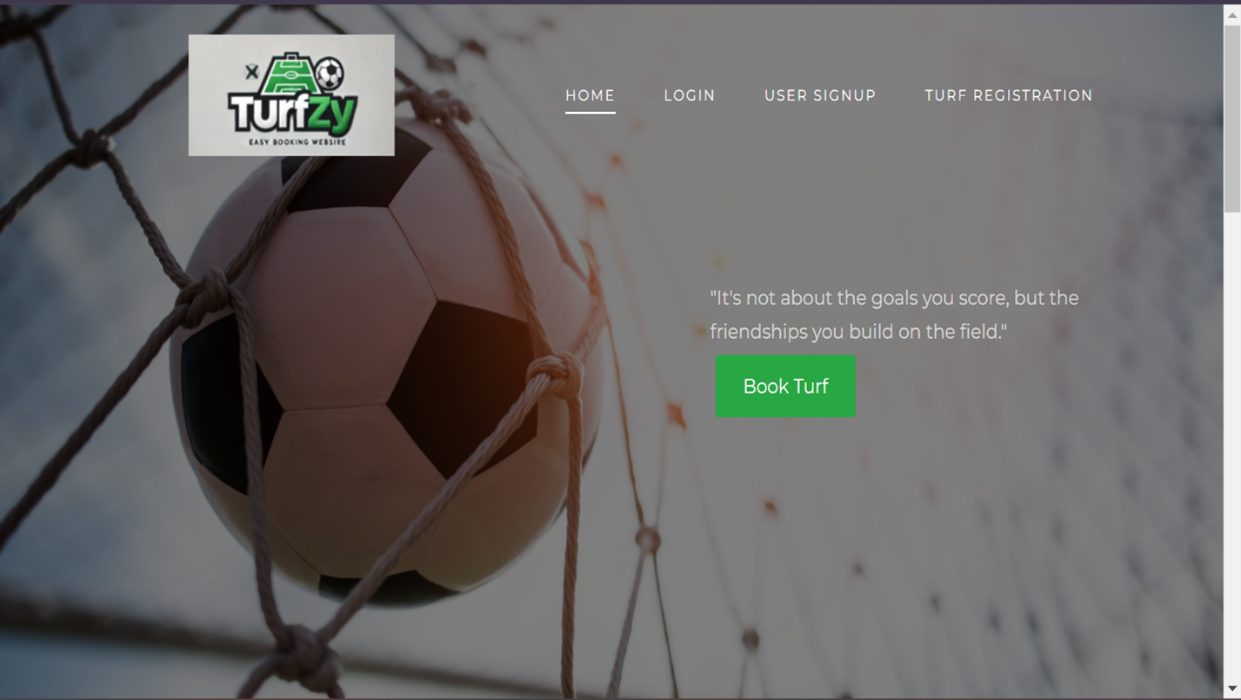 TurfZy
EASY BOOKING WEBSIRE
HOME
LOGIN
USER SIGNUP
TURF REGISTRATION
"It's not about the goals you score, but the
friendships you build on the field."
Book Turf